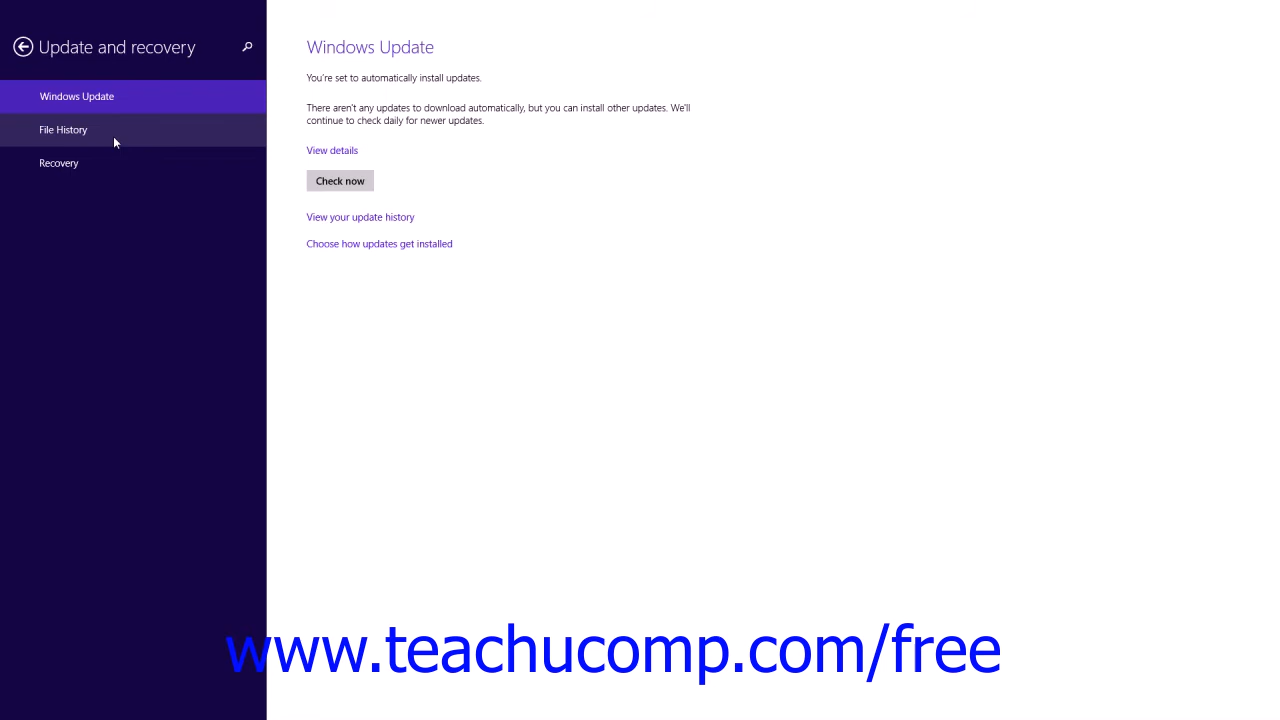 Update and recovery
Windows Update
File History
Recovery
Windows Update
You're set to automatically install updates.
There aren't any updates to download automatically, but you can install other updates. We'll
continue to check daily for newer updates.
View details
Check now
View your update history
Choose how updates get installed
www.teachucomp.com/free